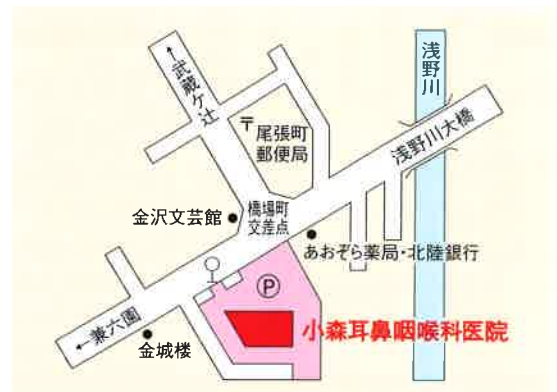 浅野川
↑武蔵ケ辻
〒
尾張町
郵便局
浅野川大橋
金沢文芸館
橋場町
交差点
あおぞら薬局・北陸銀行
P
小森耳鼻咽喉科医院
←兼六園
金城楼